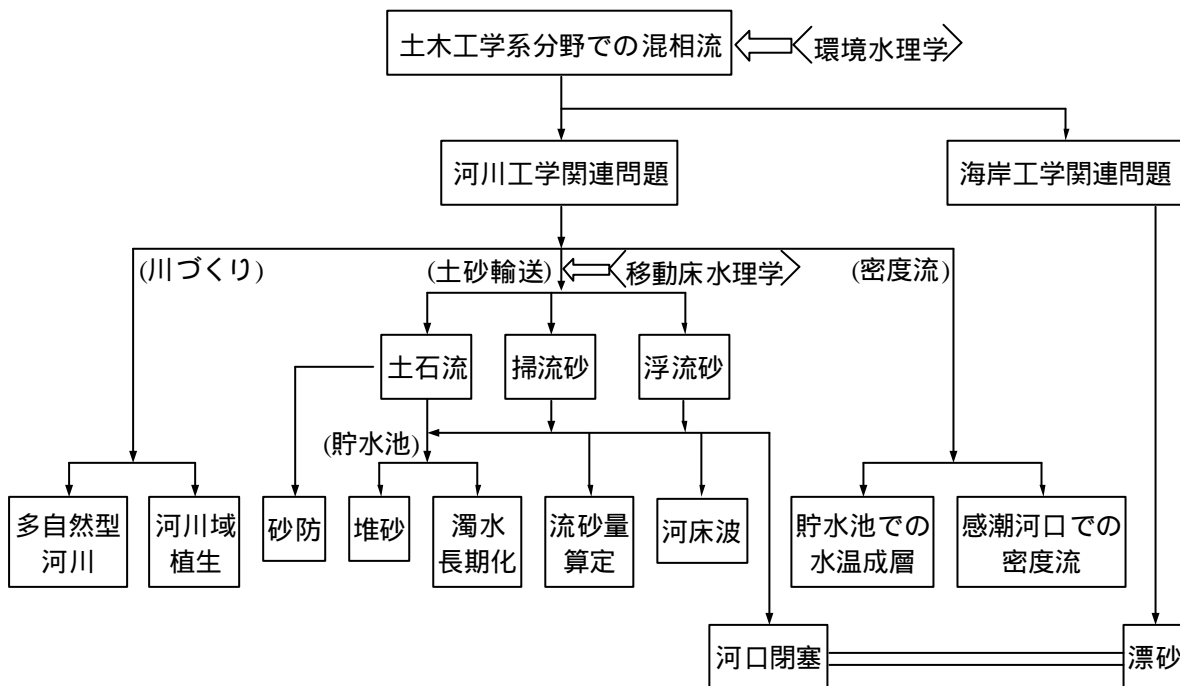 土木工学系分野での混相流
環境水理学
河川工学関連問題
海岸工学関連問題
(川づくり)
(土砂輸送)
移動床水理学
(密度流)
土石流
掃流砂
浮流砂
(貯水池)
多自然型
河川
河川域
植生
砂防
堆砂
濁水
長期化
流砂量
算定
河床波
貯水池での
水温成層
感潮河口での
密度流
河口閉塞
漂砂